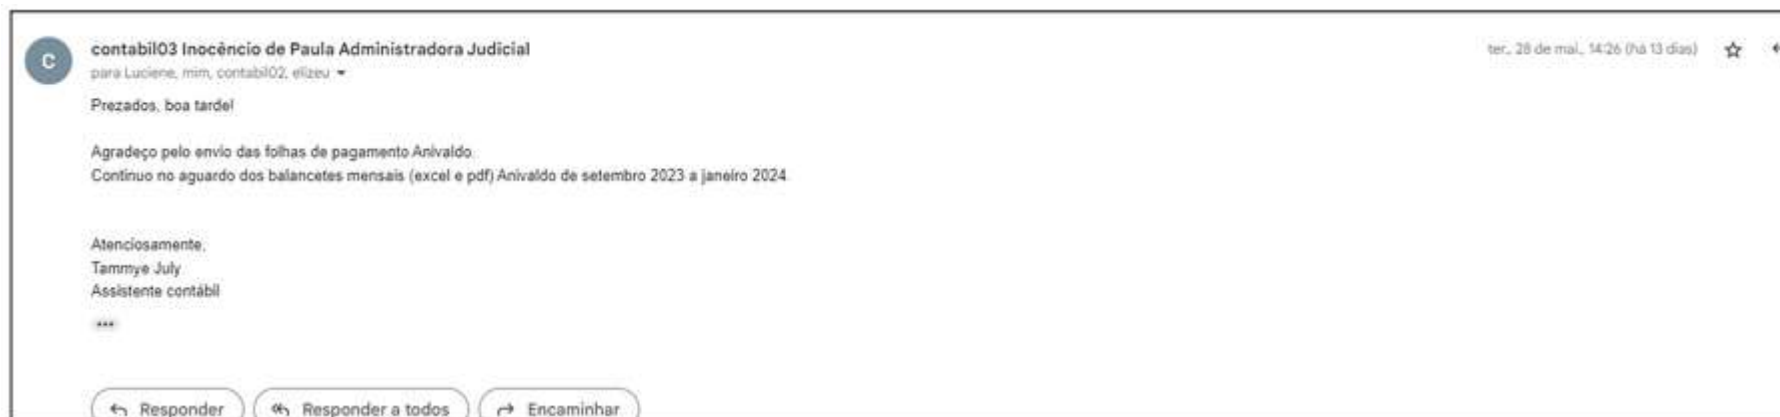 C
contabil03 Inocêncio de Paula Administradora Judicial
ter., 28 de mai., 14:26 (há 13 dias)
para Luciene, mim, contabil02, elizeu
Prezados, boa tarde!
Agradeço pelo envio das folhas de pagamento Anivaldo.
Continuo no aguardo dos balancetes mensais (excel e pdf) Anivaldo de setembro 2023 a janeiro 2024.
Atenciosamente,
Tammye July
Assistente contábil
•••
Responder
Responder a todos
Encaminhar